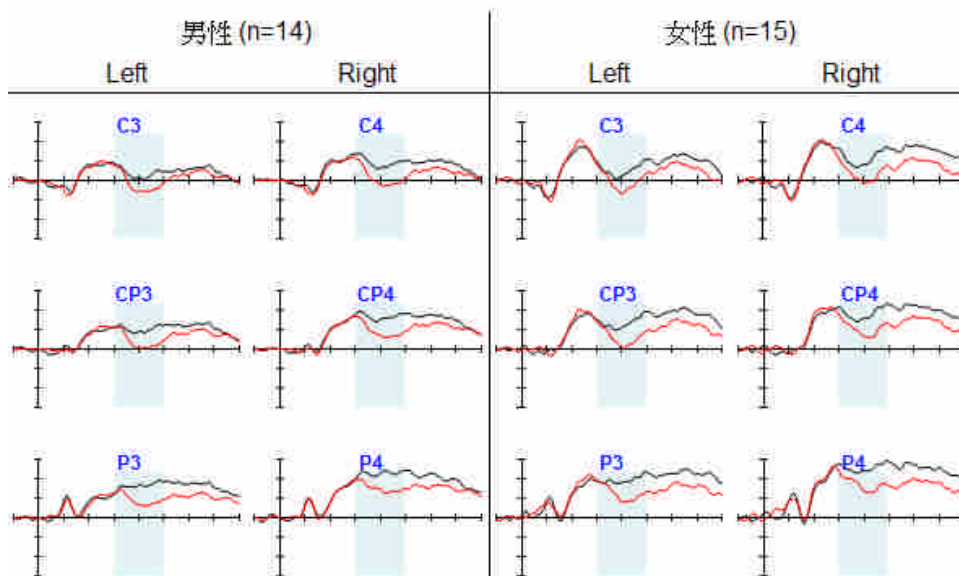 男性 (n=14) 女性 (n=15)
Left Right Left Right
C3 C4 C3 C4
CP3 CP4 CP3 CP4
P3 P4 P3 P4